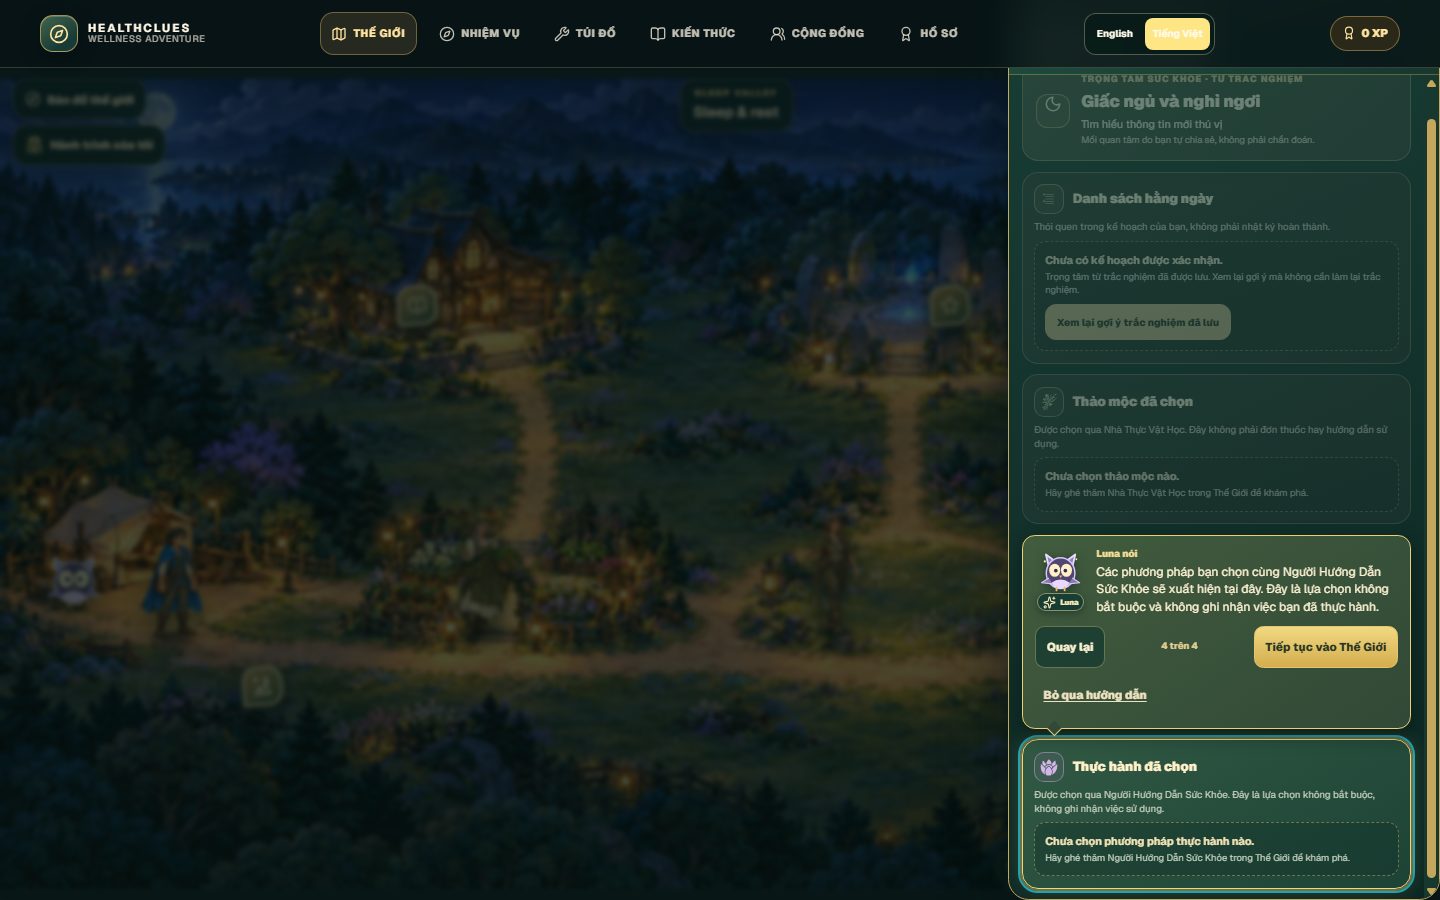 HEALTHCLUES
WELLNESS ADVENTURE
THẾ GIỚI
NHIỆM VỤ
TÚI ĐỒ
KIẾN THỨC
CỘNG ĐỒNG
HỒ SƠ
English
Tiếng Việt
0 XP
Bản đồ thế giới
Hành trình của tôi
SLEEP VALLEY
Sleep & rest
TRỌNG TÂM SỨC KHỎE · TỪ TRẮC NGHIỆM
Giấc ngủ và nghỉ ngơi
Tìm hiểu thông tin mới thú vị
Mối quan tâm do bạn tự chia sẻ, không phải chẩn đoán.
Danh sách hằng ngày
Thói quen trong kế hoạch của bạn, không phải nhật ký hoàn thành.
Chưa có kế hoạch được xác nhận.
Trọng tâm từ trắc nghiệm đã được lưu. Xem lại gợi ý mà không cần làm lại trắc
nghiệm.
Xem lại gợi ý trắc nghiệm đã lưu
Thảo mộc đã chọn
Được chọn qua Nhà Thực Vật Học. Đây không phải đơn thuốc hay hướng dẫn sử
dụng.
Chưa chọn thảo mộc nào.
Hãy ghé thăm Nhà Thực Vật Học trong Thế Giới để khám phá.
Luna nói
Các phương pháp bạn chọn cùng Người Hướng Dẫn
Sức Khỏe sẽ xuất hiện tại đây. Đây là lựa chọn không
bắt buộc và không ghi nhận việc bạn đã thực hành.
Luna
Quay lại
4 trên 4
Tiếp tục vào Thế Giới
Bỏ qua hướng dẫn
Thực hành đã chọn
Được chọn qua Người Hướng Dẫn Sức Khỏe. Đây là lựa chọn không bắt buộc,
không ghi nhận việc sử dụng.
Chưa chọn phương pháp thực hành nào.
Hãy ghé thăm Người Hướng Dẫn Sức Khỏe trong Thế Giới để khám phá.